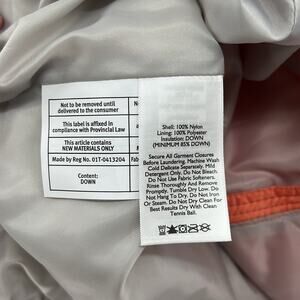 Not to be removed until
delivered to the consumer
This label is affixed in
compliance with Provincial Law
This article contains
NEW MATERIALS ONLY
Made by Reg No. 01T-0413204
Content:
DOWN
Shell: 100% Nylon
Lining: 100% Polyester
Insulation: DOWN
(MINIMUM 85% DOWN)
Secure All Garment Closures
Before Laundering. Machine Wash
Cold Delicate Separately. Mild
Detergent Only. Do Not Bleach.
Do Not Use Fabric Softeners.
Rinse Thoroughly And Remove
Promptly. Tumble Dry Low. Do
Not Hang To Dry. Do Not Iron
Or Steam. Do Not Dry Clean For
Best Results Dry With Clean
Tennis Ball.